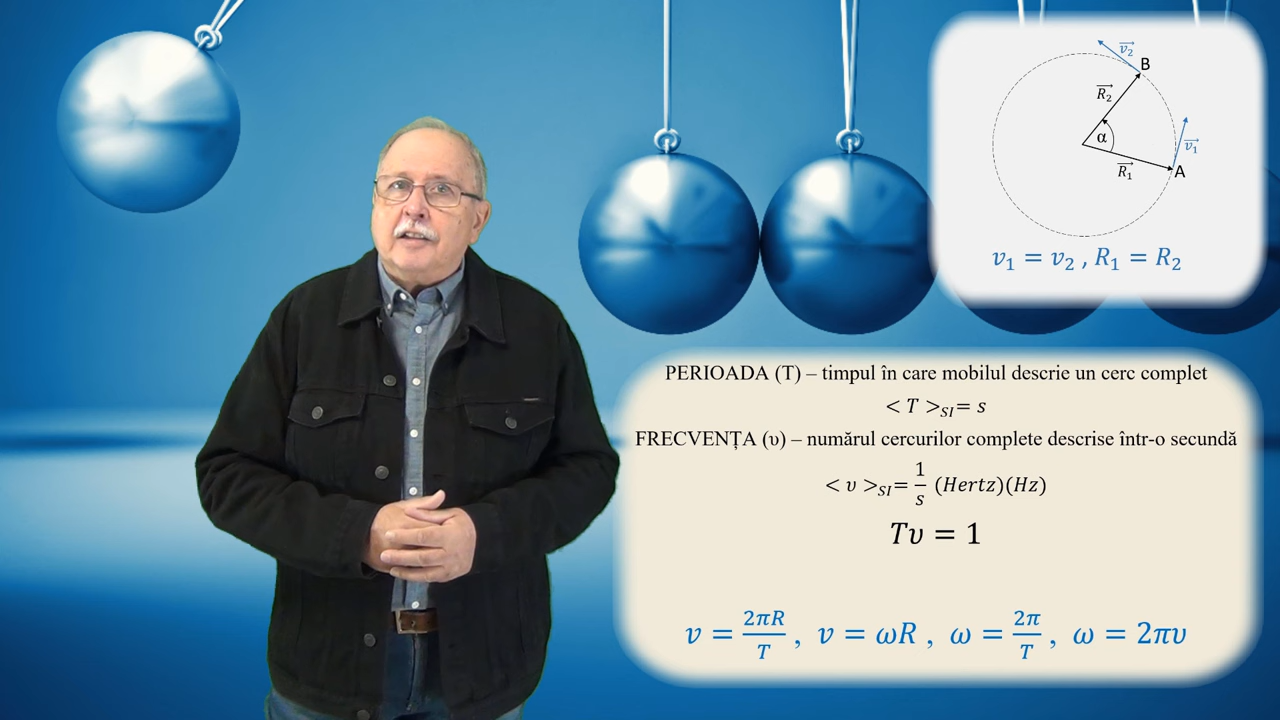 v₂
B
R₂
α
v₁
R₁
A
v₁ = v₂ , R₁ = R₂
PERIOADA (T) – timpul în care mobilul descrie un cerc complet
< T >SI= s
FRECVENȚA (υ) – numărul cercurilor complete descrise într-o secundă
< υ >SI= 1/s (Hertz)(Hz)
Tυ = 1
v = 2πR/T , v = ωR , ω = 2π/T , ω = 2πυ